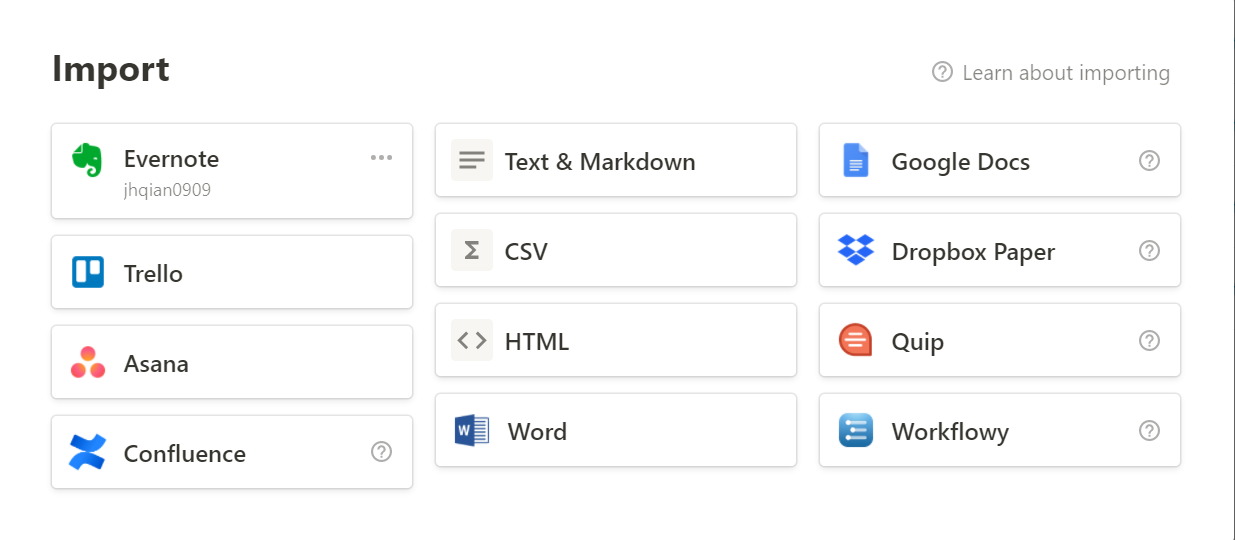 Import
Learn about importing
Evernote
jhqian0909
Trello
Asana
Confluence
Text & Markdown
CSV
HTML
Word
Google Docs
Dropbox Paper
Quip
Workflowy